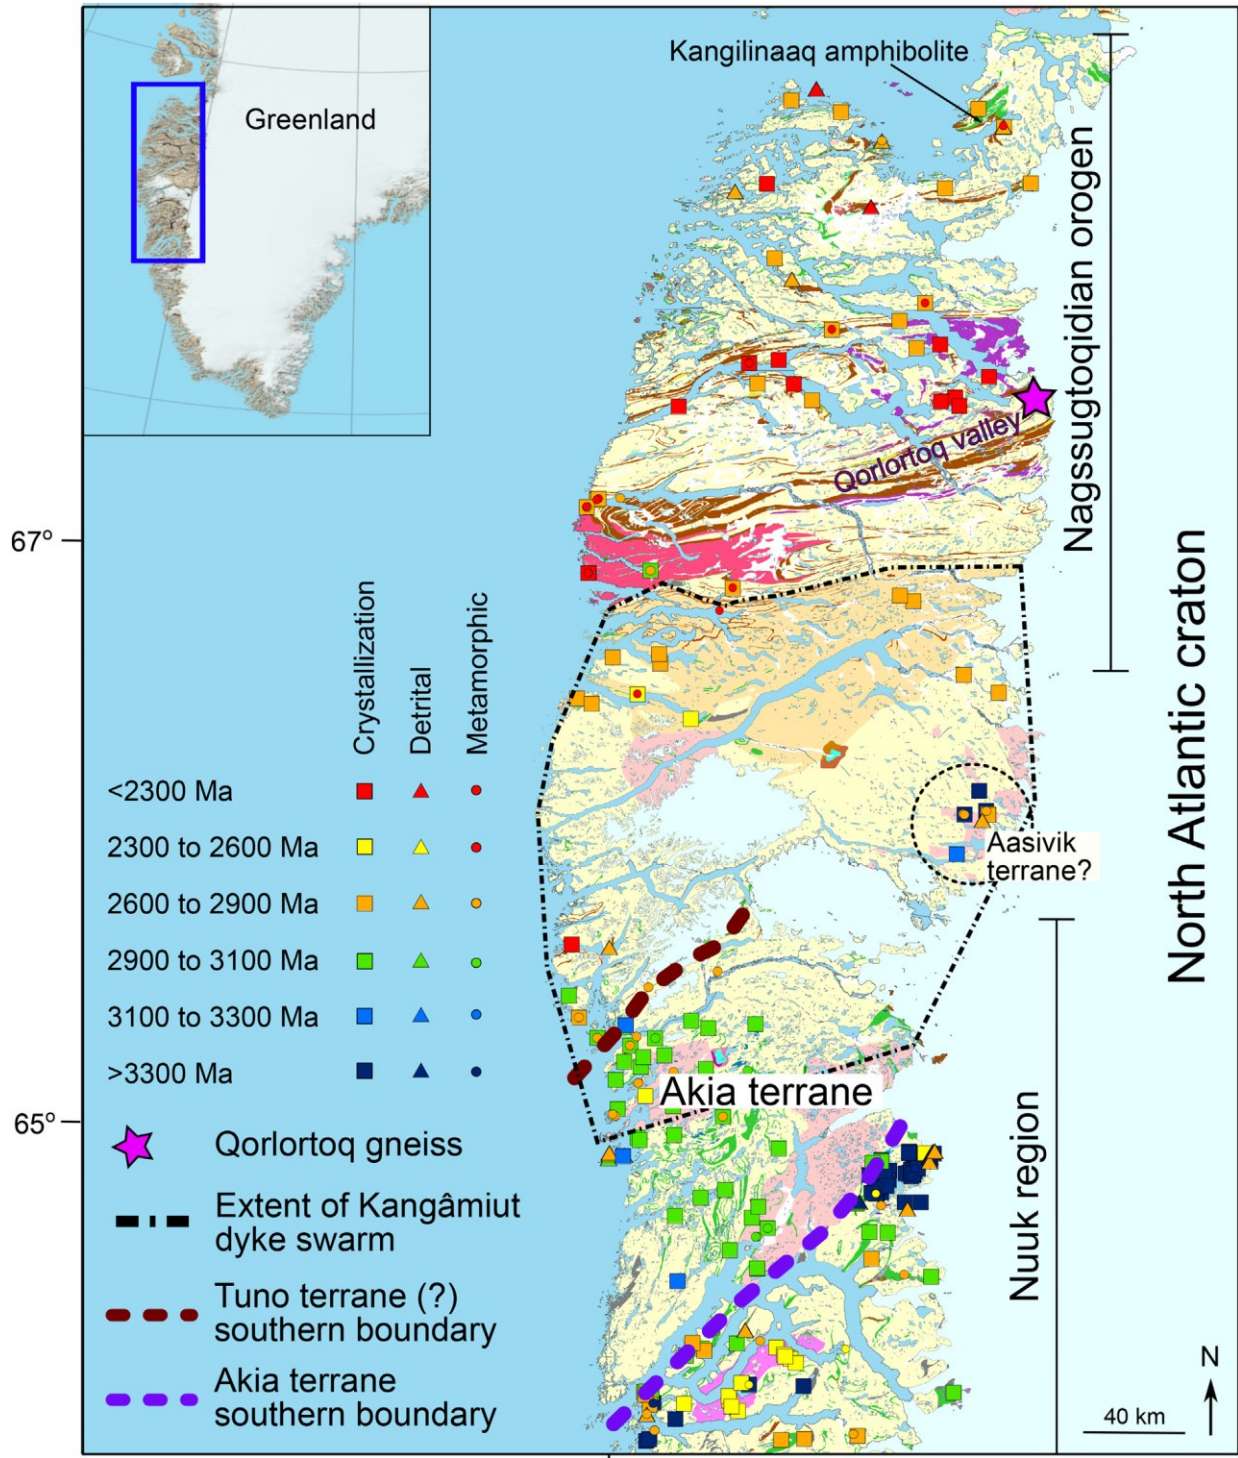 Greenland
Kangilinaaq amphibolite
Nagssugtoqidian orogen
Qorlortoq valley
67°
North Atlantic craton
Crystallization
Detrital
Metamorphic
<2300 Ma
2300 to 2600 Ma
2600 to 2900 Ma
2900 to 3100 Ma
3100 to 3300 Ma
>3300 Ma
Aasivik
terrane?
Akia terrane
65°
Nuuk region
Qorlortoq gneiss
Extent of Kangâmiut
dyke swarm
Tuno terrane (?)
southern boundary
Akia terrane
southern boundary
N
40 km